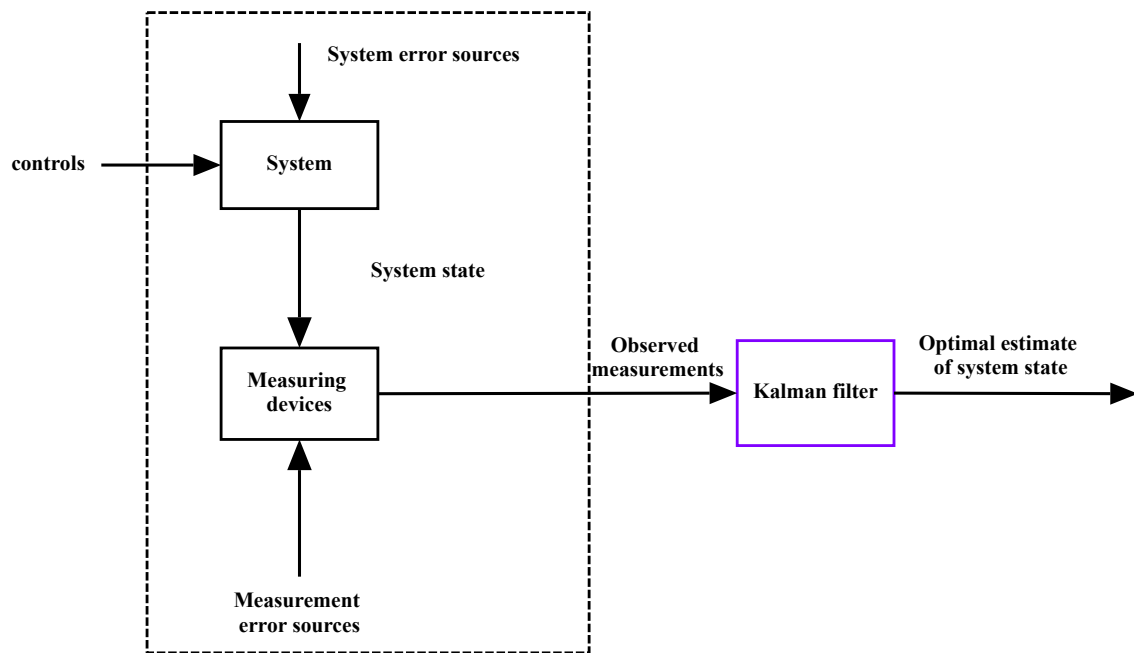 System error sources
controls
System
System state
Measuring
devices
Observed
measurements
Kalman filter
Optimal estimate
of system state
Measurement
error sources